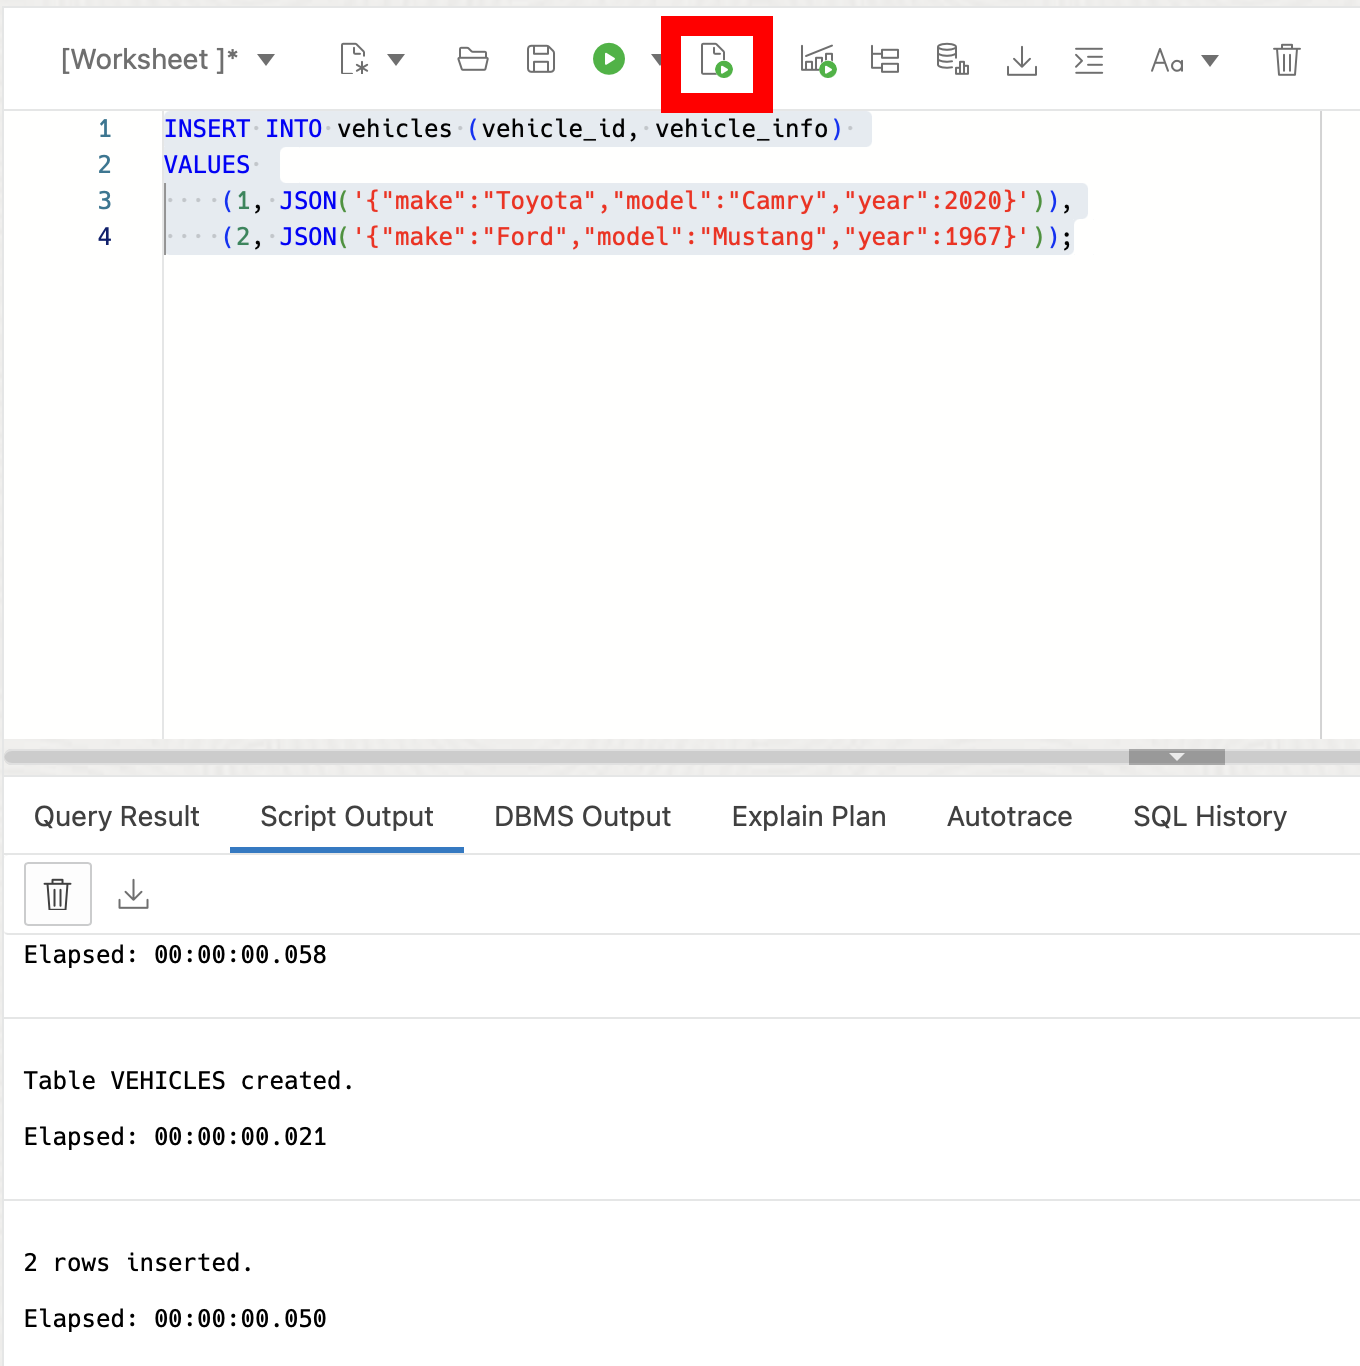 [Worksheet ]*
Aa
1 INSERT INTO vehicles (vehicle_id, vehicle_info)
2 VALUES
3     (1, JSON('{"make":"Toyota","model":"Camry","year":2020}')),
4     (2, JSON('{"make":"Ford","model":"Mustang","year":1967}'));
Query Result Script Output DBMS Output Explain Plan Autotrace SQL History
Elapsed: 00:00:00.058
Table VEHICLES created.
Elapsed: 00:00:00.021
2 rows inserted.
Elapsed: 00:00:00.050